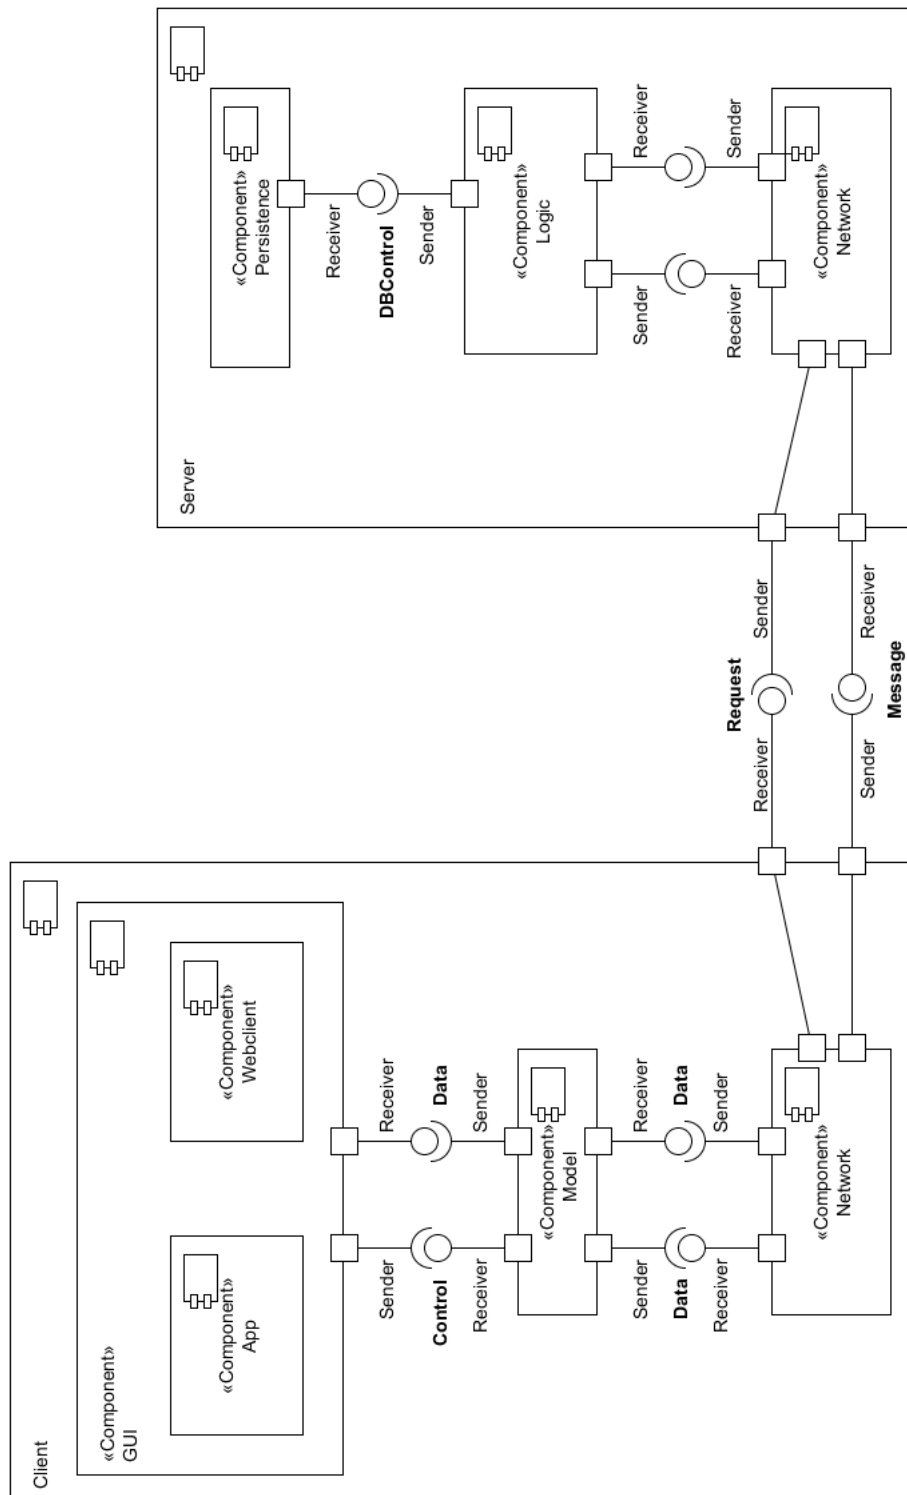 Client
«Component»
GUI
«Component»
App
«Component»
Webclient
Sender
Receiver
Control
Data
Receiver
Sender
«Component»
Model
Sender
Receiver
Data
Data
Receiver
Sender
«Component»
Network
Request
Receiver
Sender
Sender
Receiver
Message
Server
«Component»
Persistence
Receiver
DBControl
Sender
«Component»
Logic
Sender
Receiver
Receiver
Sender
«Component»
Network